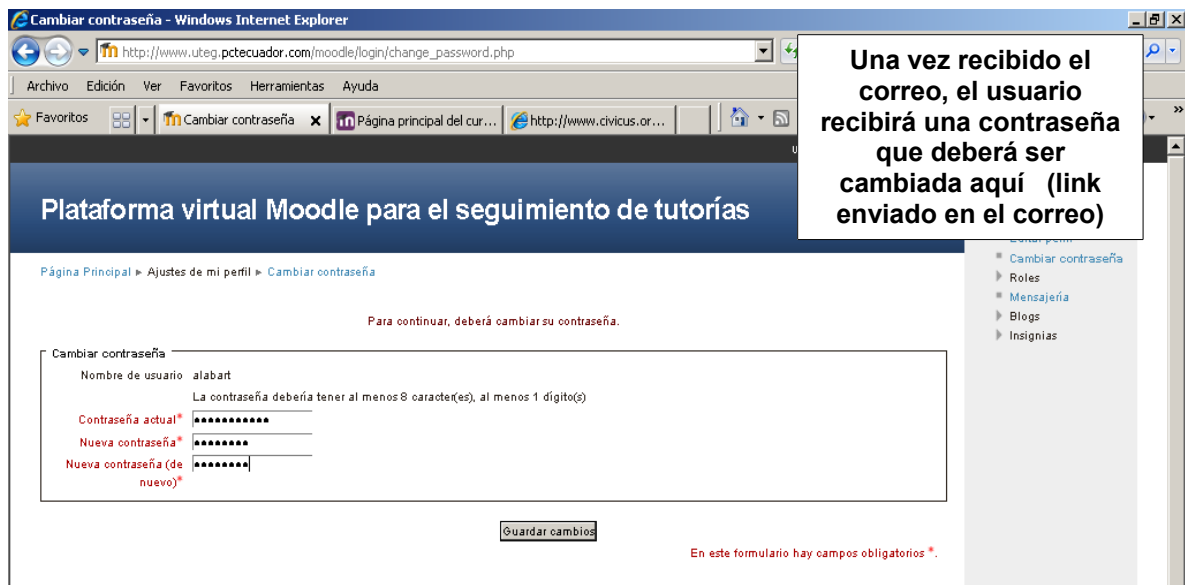 Cambiar contraseña - Windows Internet Explorer
http://www.uteg.pctecuador.com/moodle/login/change_password.php
Archivo Edición Ver Favoritos Herramientas Ayuda
Favoritos Cambiar contraseña X Página principal del cur... http://www.civicus.or... »
Una vez recibido el
correo, el usuario
recibirá una contraseña
que deberá ser
cambiada aquí (link
enviado en el correo)
Plataforma virtual Moodle para el seguimiento de tutorías
Página Principal ► Ajustes de mi perfil ► Cambiar contraseña
Para continuar, deberá cambiar su contraseña.
Cambiar contraseña
Nombre de usuario alabart
La contraseña debería tener al menos 8 caracter(es), al menos 1 dígito(s)
Contraseña actual*
Nueva contraseña*
Nueva contraseña (de
nuevo)*
Guardar cambios
En este formulario hay campos obligatorios *.
Editar perfil
Cambiar contraseña
Roles
Mensajería
Blogs
Insignias